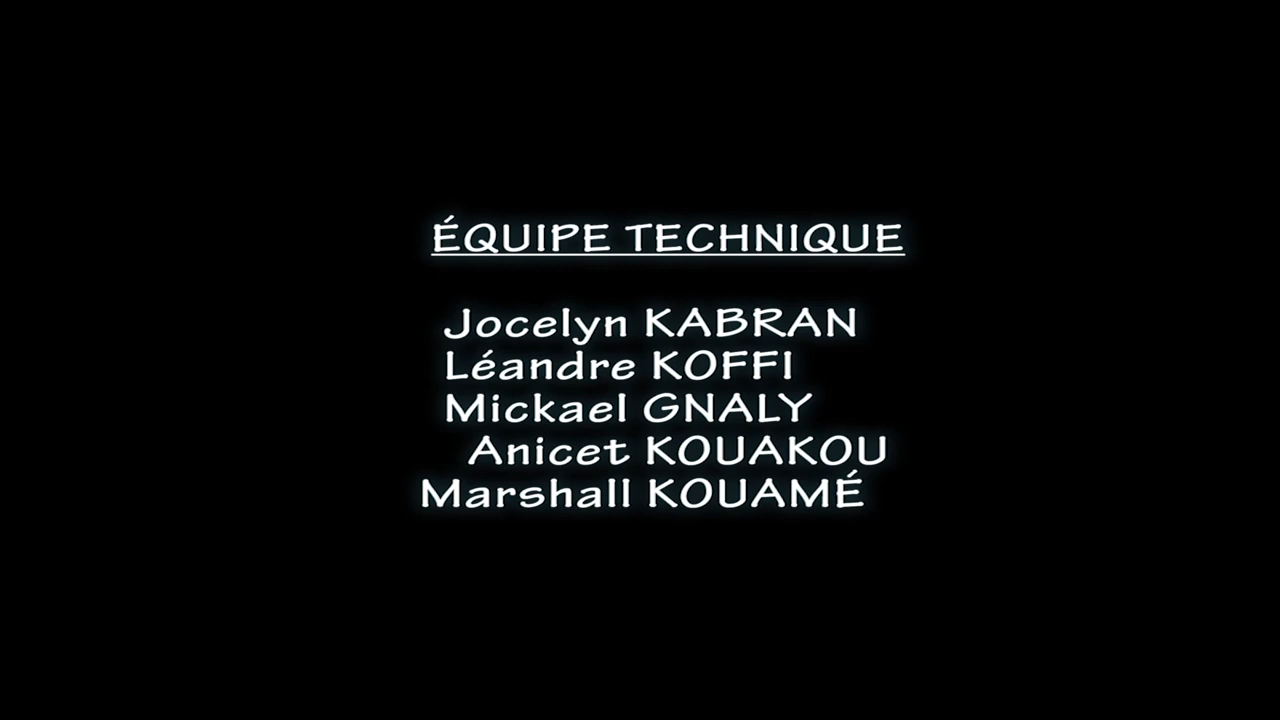 ÉQUIPE TECHNIQUE
Jocelyn KABRAN
Léandre KOFFI
Mickael GNALY
Anicet KOUAKOU
Marshall KOUAMÉ